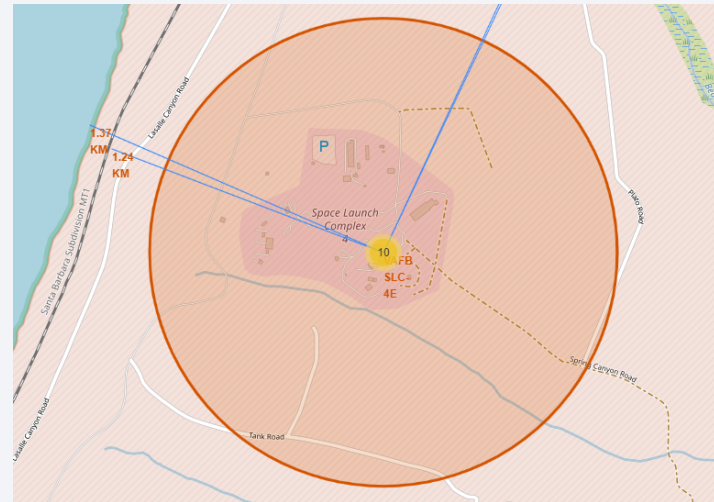 Lasalle Canyon Road
1.37
KM
1.24
KM
P
Space Launch
Complex
4
10
AFB
SLC-
4E
Santa Barbara Subdivision MT1
Plato Road
Spring Canyon Road
Tank Road
Lasalle Canyon Road